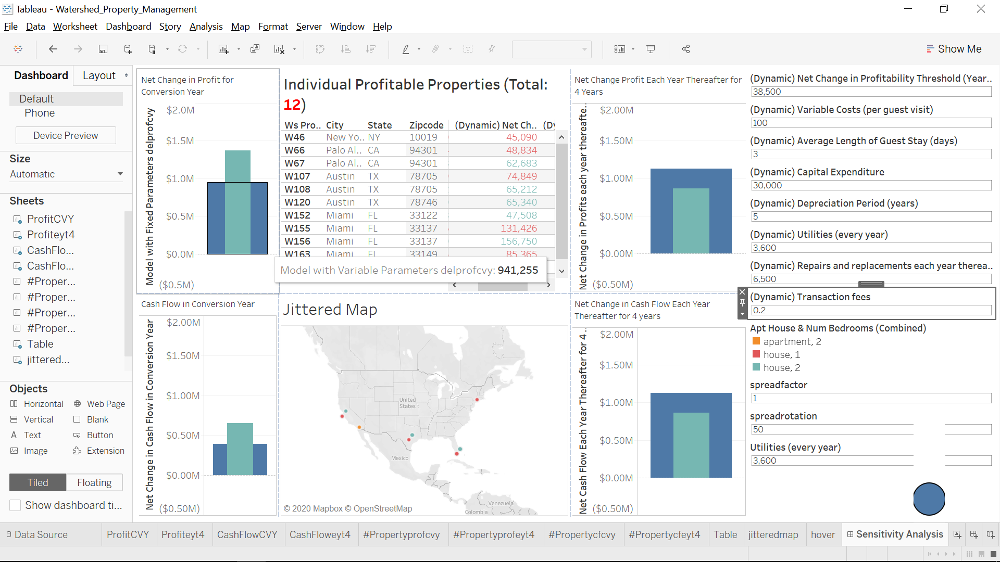 Tableau - Watershed_Property_Management
File Data Worksheet Dashboard Story Analysis Map Format Server Window Help
Show Me
Dashboard Layout
Default
Phone
Device Preview
Size
Automatic
Sheets
ProfitCVY
Profiteyt4
CashFlo...
CashFlo...
#Proper...
#Proper...
#Proper...
#Proper...
Table
jittered...
Objects
Horizontal Web Page
Vertical Blank
A Text Button
Image Extension
Tiled Floating
Show dashboard ti...
Net Change in Profit for
Conversion Year
Model with Fixed Parameters delprofcvy
$2.0M
$1.5M
$1.0M
$0.5M
$0.0M
($0.5M)
Individual Profitable Properties (Total:
12)
Ws Pro.. City State Zipcode (Dynamic) Net Ch..
W46 New Yo.. NY 10019 45,090
W66 Palo Al.. CA 94301 48,834
W67 Palo Al.. CA 94301 62,683
W107 Austin TX 78705 74,849
W108 Austin TX 78705 65,212
W120 Austin TX 78746 65,340
W152 Miami FL 33122 47,508
W155 Miami FL 33137 131,426
W156 Miami FL 33137 156,750
W163 Miami FL 33149 85,365
Model with Variable Parameters delprofcvy: 941,255
Net Change Profit Each Year Thereafter for
4 Years
Net Change in Profits each year thereafte..
$2.00M
$1.50M
$1.00M
$0.50M
$0.00M
($0.50M)
Cash Flow in Conversion Year
Net Change in Cash Flow in Conversion Year
$2.00M
$1.50M
$1.00M
$0.50M
$0.00M
($0.50M)
Jittered Map
United
States
Mexico
Venezuela
Colombia
© 2020 Mapbox © OpenStreetMap
Net Change in Cash Flow Each Year
Thereafter for 4 years
Net Cash Flow Each Year Thereafter for 4 ..
$2.00M
$1.50M
$1.00M
$0.50M
$0.00M
($0.50M)
(Dynamic) Net Change in Profitability Threshold (Year..
38,500
(Dynamic) Variable Costs (per guest visit)
100
(Dynamic) Average Length of Guest Stay (days)
3
(Dynamic) Capital Expenditure
30,000
(Dynamic) Depreciation Period (years)
5
(Dynamic) Utilities (every year)
3,600
(Dynamic) Repairs and replacements each year therea..
6,500
(Dynamic) Transaction fees
0.2
Apt House & Num Bedrooms (Combined)
apartment, 2
house, 1
house, 2
spreadfactor
1
spreadrotation
50
Utilities (every year)
3,600
Data Source ProfitCVY Profiteyt4 CashFlowCVY CashFloweyt4 #Propertyprofcvy #Propertyprofeyt4 #Propertycfcvy #Propertycfeyt4 Table jitteredmap hover Sensitivity Analysis